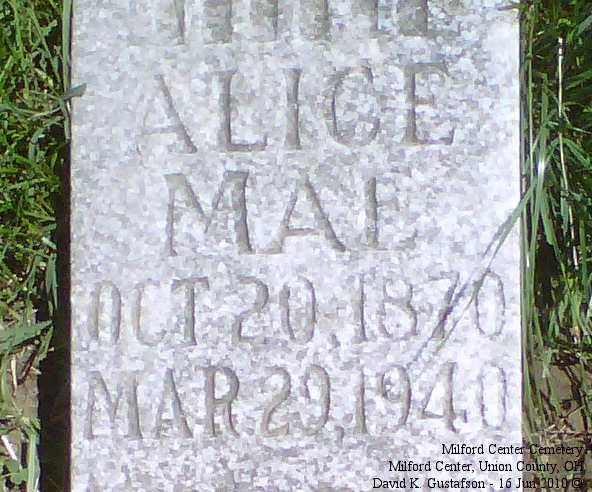 ALICE
MAE
OCT 20, 1870
MAR. 29, 1940
Milford Center Cemetery,
Milford Center, Union County, OH
David K. Gustafson - 16 Jun 2010 ©